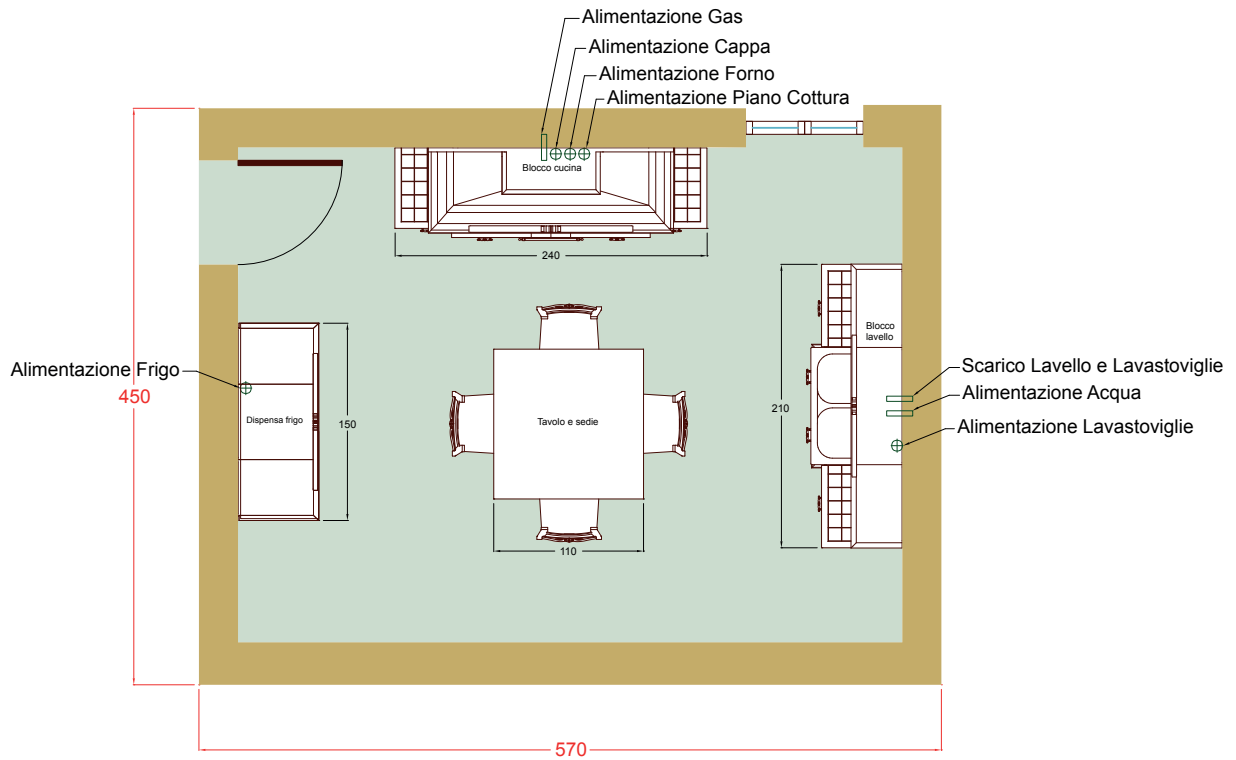 Alimentazione Gas
Alimentazione Cappa
Alimentazione Forno
Alimentazione Piano Cottura
Blocco cucina
240
Blocco
lavello
Alimentazione Frigo
450
Dispensa frigo
150
Tavolo e sedie
110
210
Scarico Lavello e Lavastoviglie
Alimentazione Acqua
Alimentazione Lavastoviglie
570